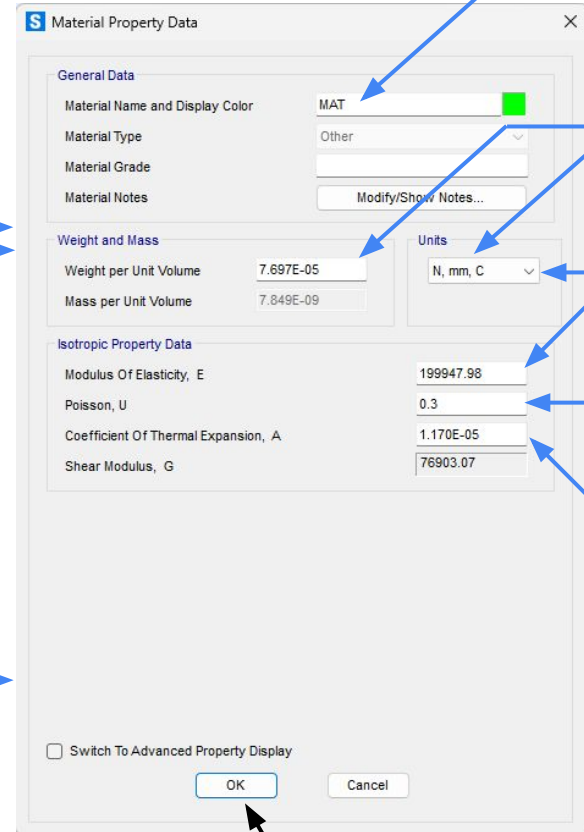 S Material Property Data
General Data
Material Name and Display Color MAT
Material Type Other
Material Grade
Material Notes Modify/Show Notes...
Weight and Mass Units
Weight per Unit Volume 7.697E-05 N, mm, C
Mass per Unit Volume 7.849E-09
Isotropic Property Data
Modulus Of Elasticity, E 199947.98
Poisson, U 0.3
Coefficient Of Thermal Expansion, A 1.170E-05
Shear Modulus, G 76903.07
Switch To Advanced Property Display
OK Cancel